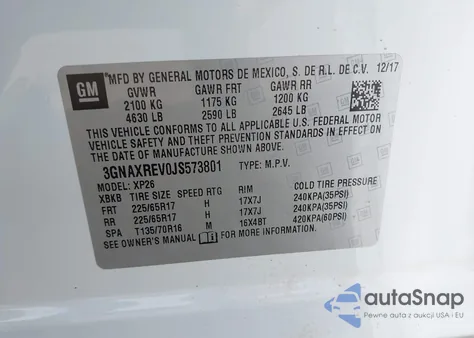 GM
MFD BY GENERAL MOTORS DE MEXICO, S. DE R.L. DE C.V. 12/17
GVWR GAWR FRT GAWR RR
2100 KG 1175 KG 1200 KG
4630 LB 2590 LB 2645 LB
THIS VEHICLE CONFORMS TO ALL APPLICABLE U.S. FEDERAL MOTOR
VEHICLE SAFETY AND THEFT PREVENTION STANDARDS IN EFFECT ON THE
DATE OF MANUFACTURE SHOWN ABOVE.
3GNAXREV0JS573801 TYPE: M.P.V.
MODEL: XP26
XBKB TIRE SIZE SPEED RTG RIM COLD TIRE PRESSURE
FRT 225/65R17 H 17X7J 240KPA(35PSI)
RR 225/65R17 H 17X7J 240KPA(35PSI)
SPA T135/70R16 M 16X4BT 420KPA(60PSI)
SEE OWNER'S MANUAL FOR MORE INFORMATION.
autoSnap
Pewne auta z aukcji USA i EU